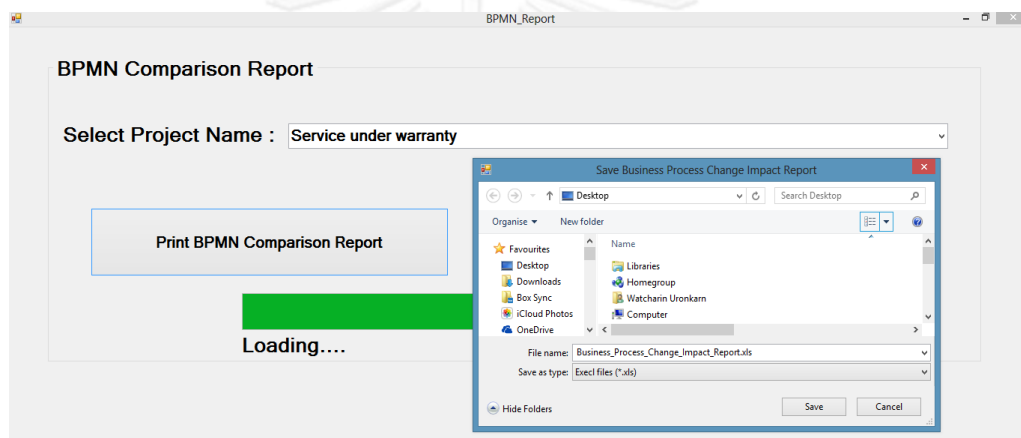 BPMN_Report
BPMN Comparison Report
Select Project Name : Service under warranty
Print BPMN Comparison Report
Loading....
Save Business Process Change Impact Report
Desktop
Search Desktop
Organise New folder
Favourites
Desktop
Downloads
Box Sync
iCloud Photos
OneDrive
Name
Libraries
Homegroup
Watcharin Uronkarn
Computer
File name: Business_Process_Change_Impact_Report.xls
Save as type: Execl files (*.xls)
Hide Folders
Save
Cancel